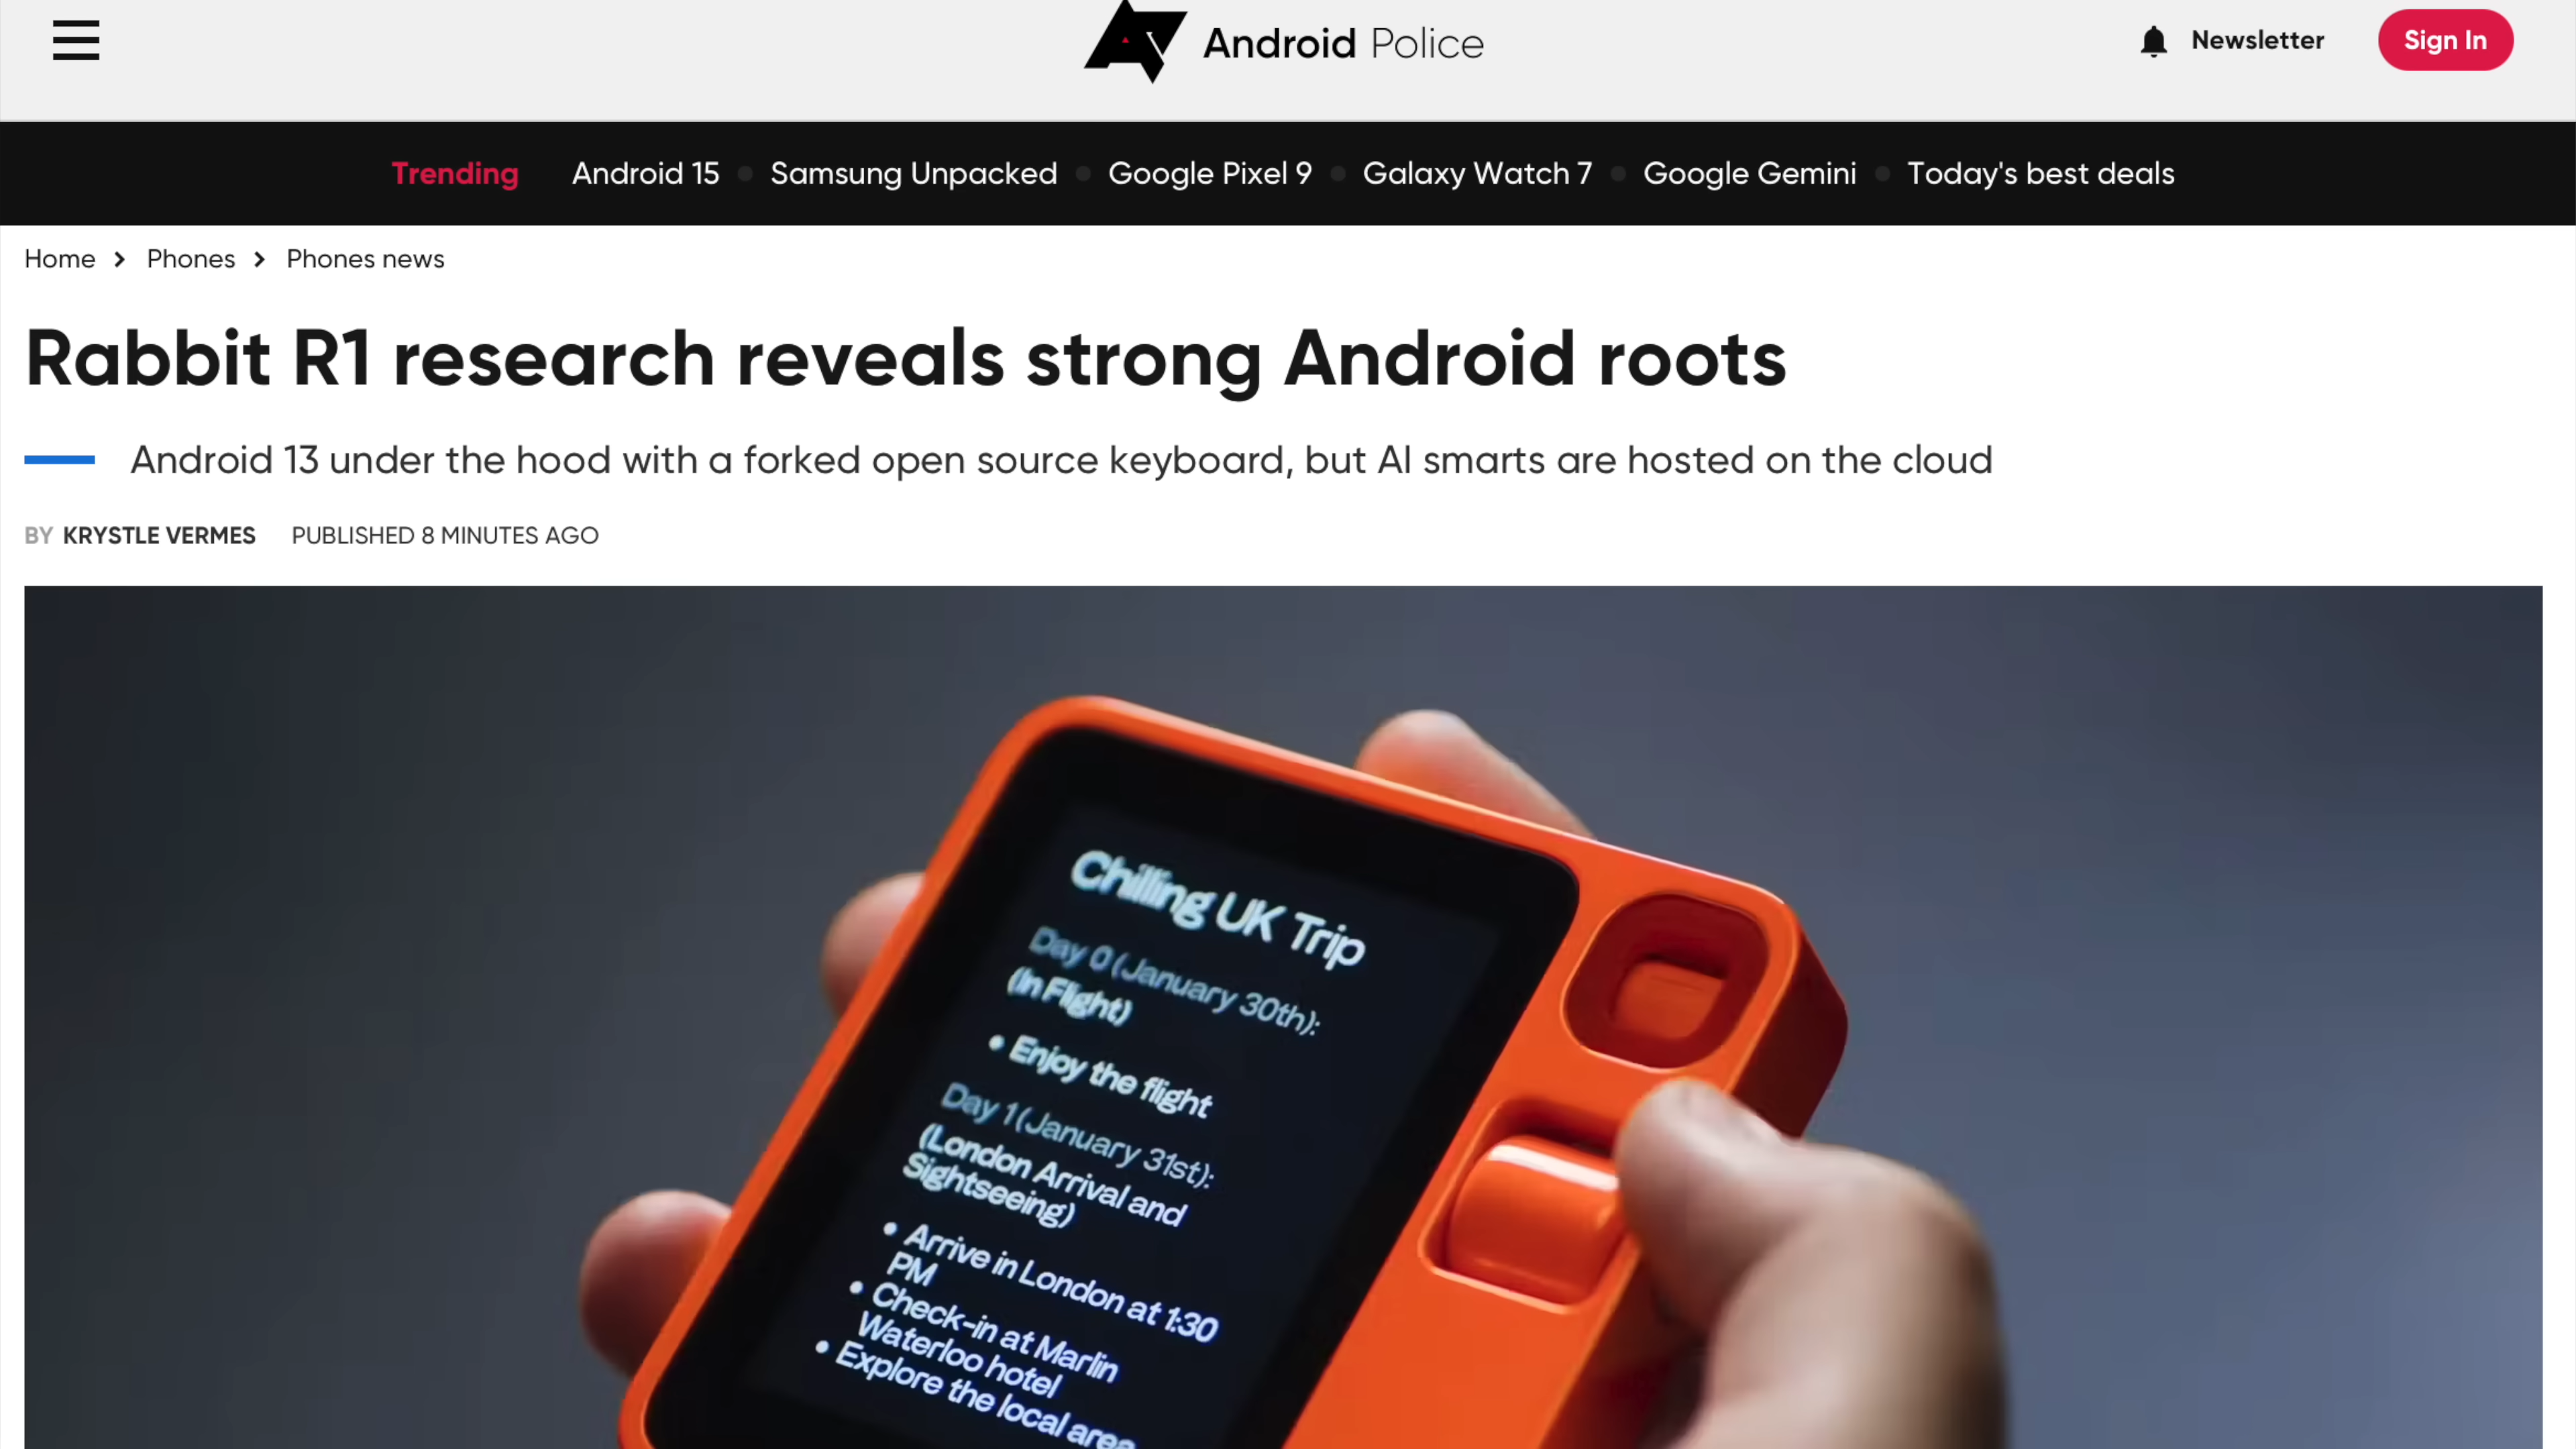 Android Police
Newsletter
Sign In
Trending
Android 15
Samsung Unpacked
Google Pixel 9
Galaxy Watch 7
Google Gemini
Today's best deals
Home > Phones > Phones news
Rabbit R1 research reveals strong Android roots
Android 13 under the hood with a forked open source keyboard, but AI smarts are hosted on the cloud
BY KRYSTLE VERMES PUBLISHED 8 MINUTES AGO
Chilling UK Trip
Day 0 (January 30th):
(In Flight)
• Enjoy the flight
Day 1 (January 31st):
(London Arrival and
Sightseeing)
• Arrive in London at 1:30
PM
• Check-in at Marlin
Waterloo hotel
• Explore the local area